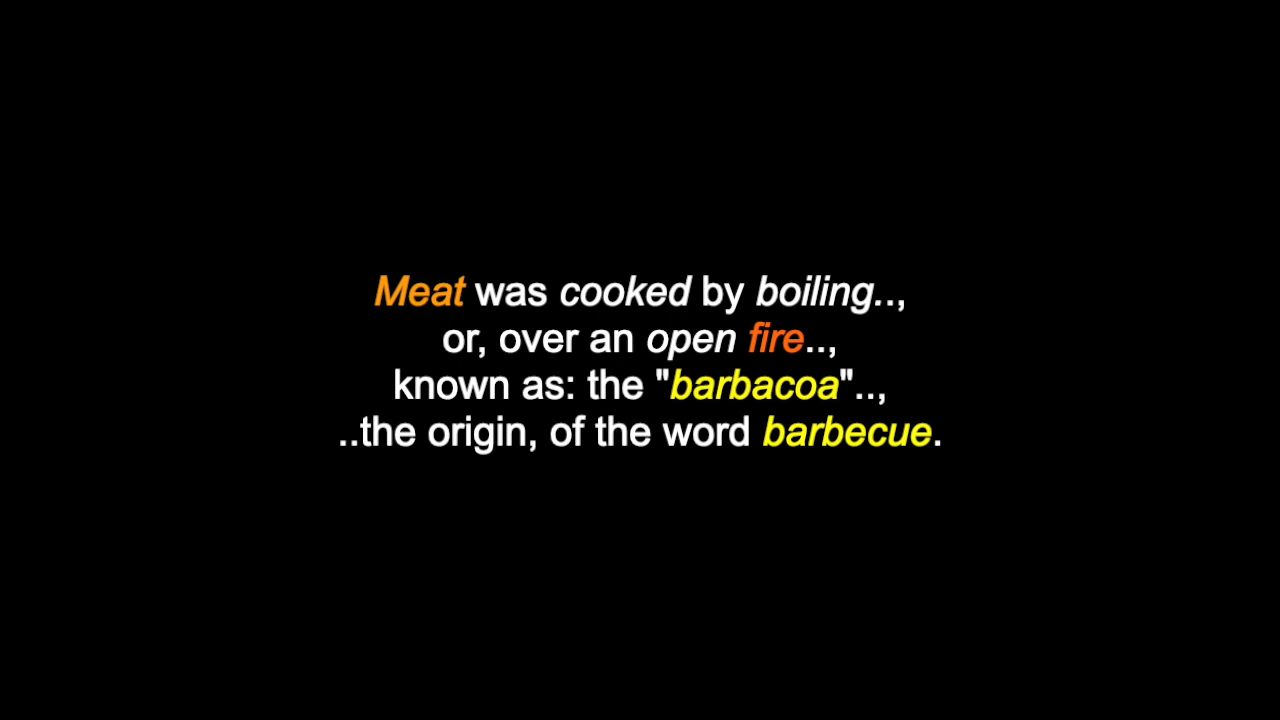 Meat was cooked by boiling..,
or, over an open fire..,
known as: the "barbacoa"..,
..the origin, of the word barbecue.